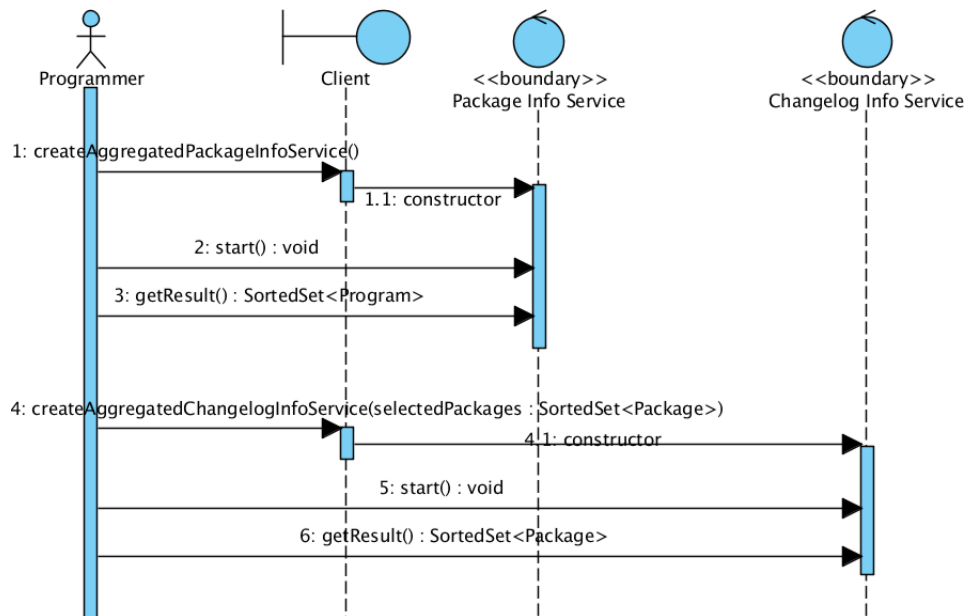 Programmer
Client
<<boundary>>
Package Info Service
<<boundary>>
Changelog Info Service
1: createAggregatedPackageInfoService()
1.1: constructor
2: start() : void
3: getResult() : SortedSet<Program>
4: createAggregatedChangelogInfoService(selectedPackages : SortedSet<Package>)
4.1: constructor
5: start() : void
6: getResult() : SortedSet<Package>